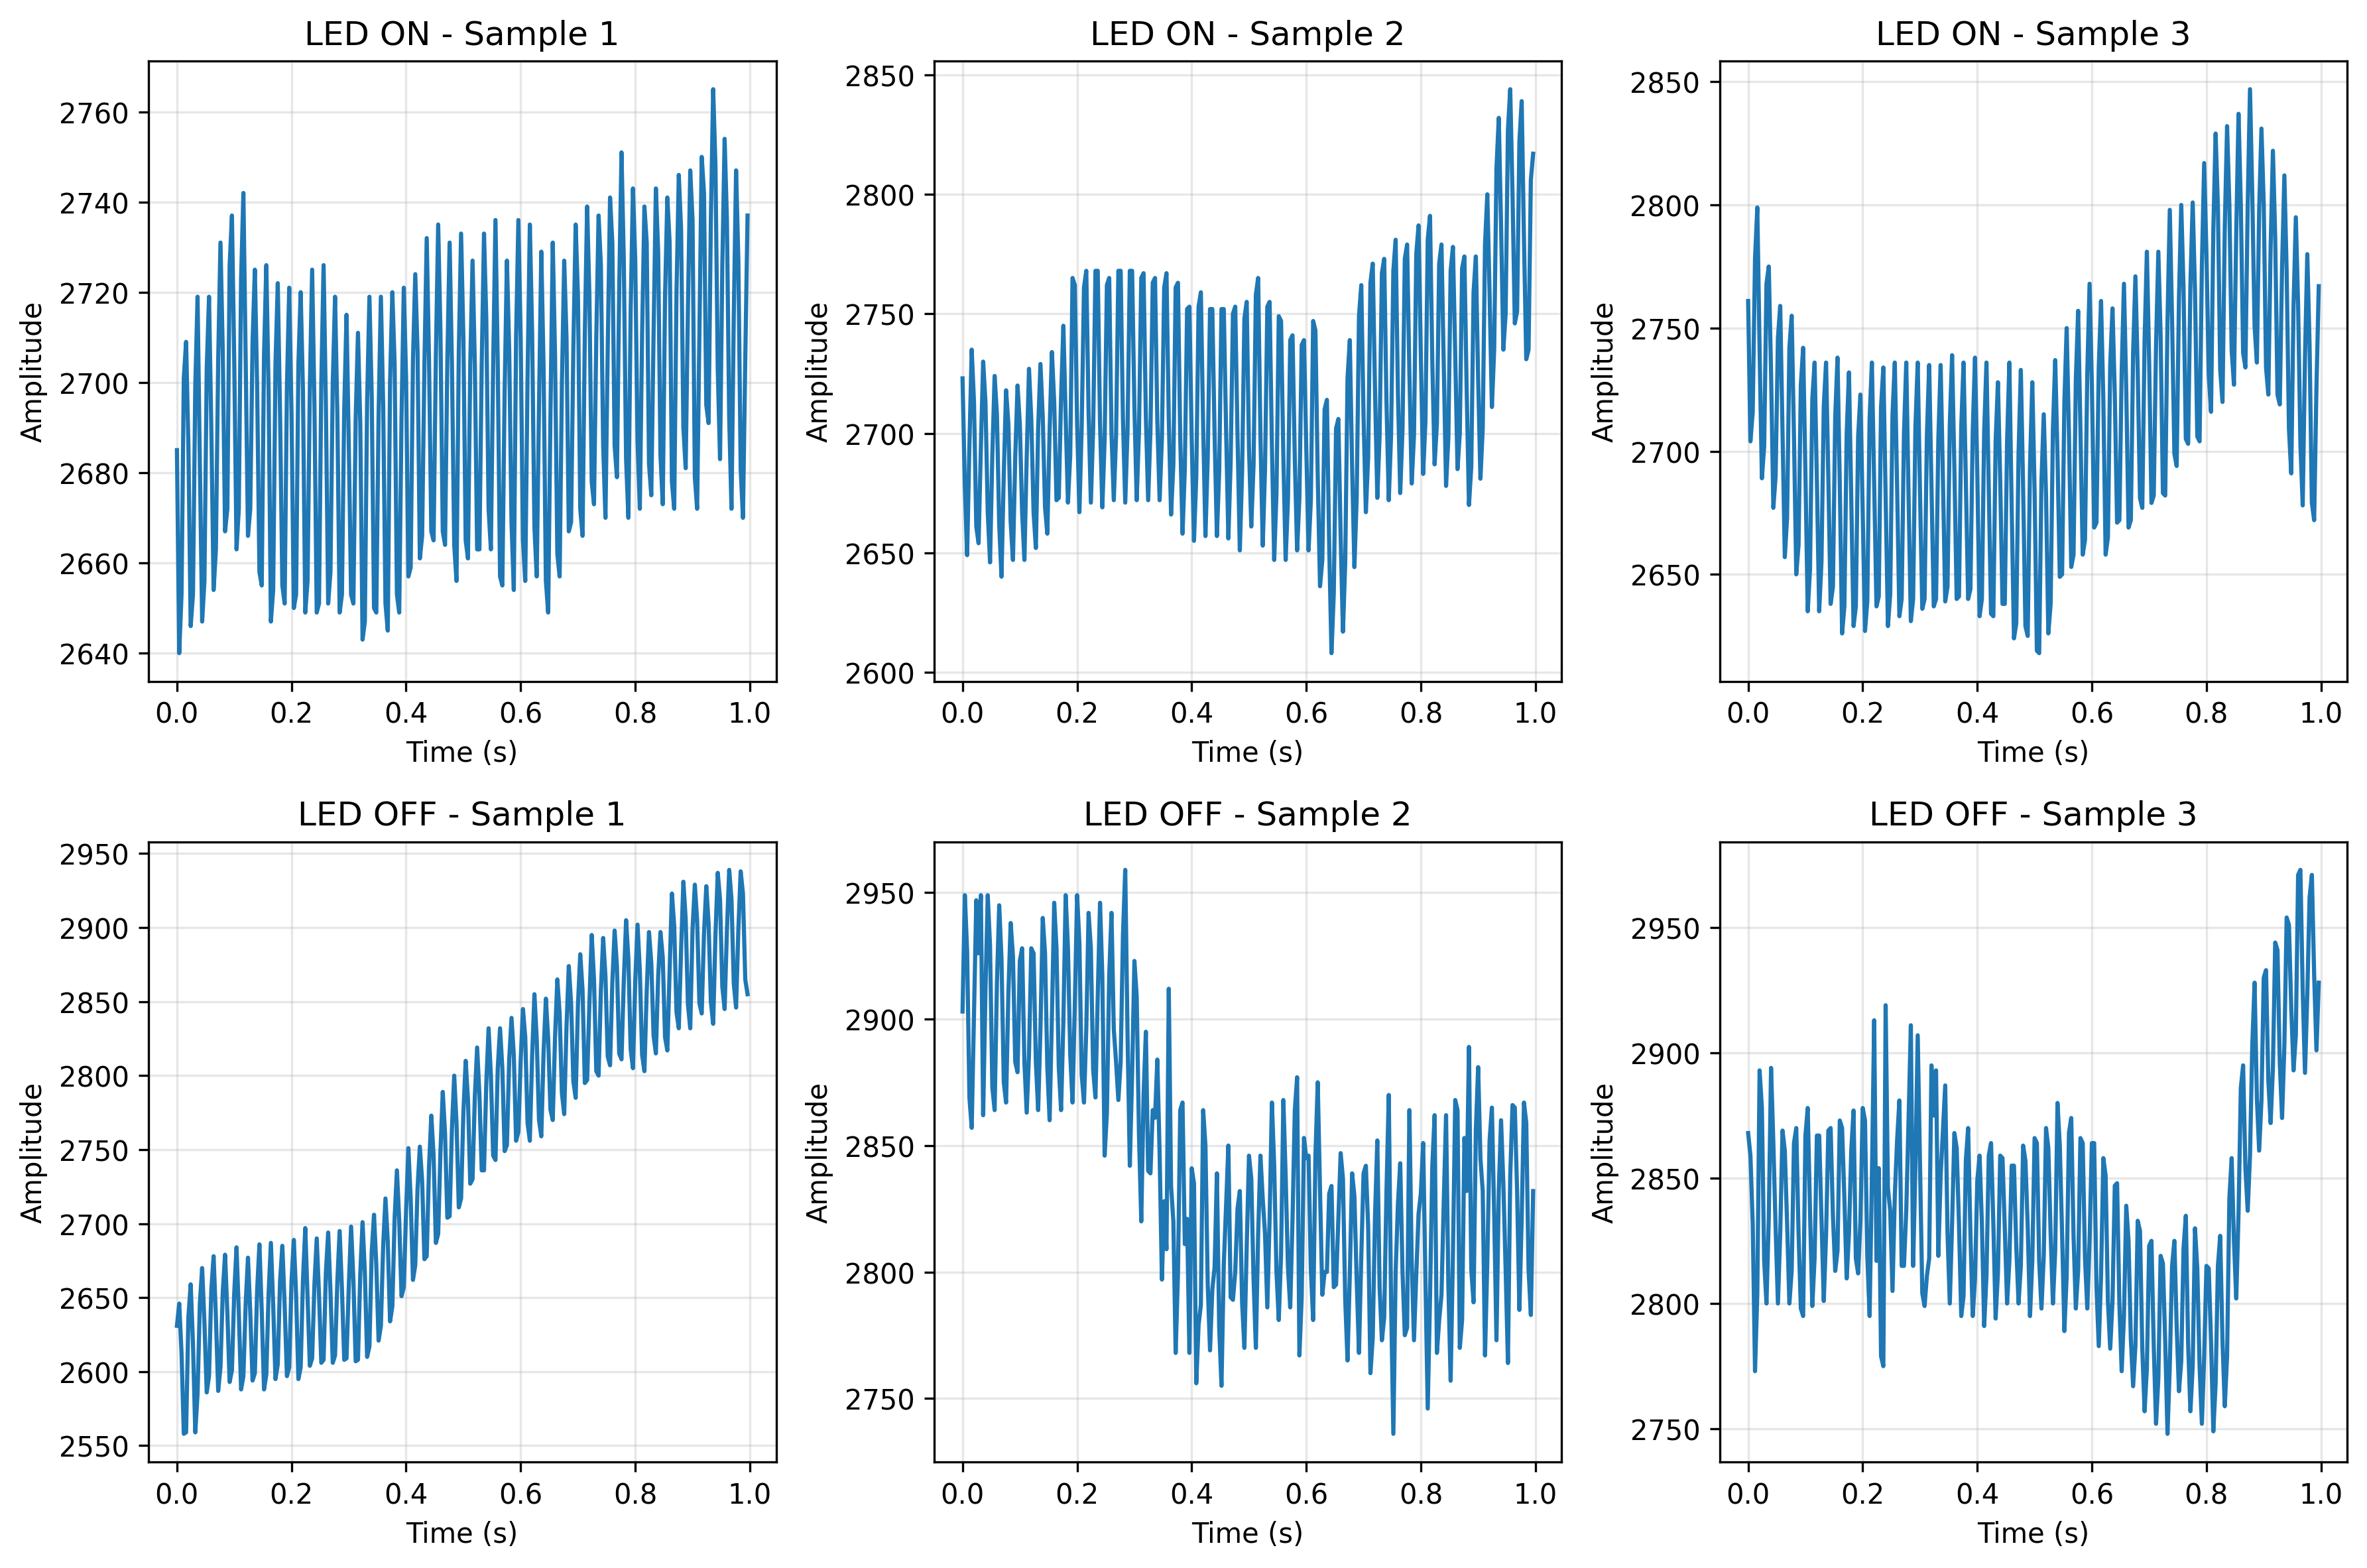 LED ON - Sample 1
2760
2740
2720
2700
2680
2660
2640
Amplitude
0.0 0.2 0.4 0.6 0.8 1.0
Time (s)
LED ON - Sample 2
2850
2800
2750
2700
2650
2600
Amplitude
0.0 0.2 0.4 0.6 0.8 1.0
Time (s)
LED ON - Sample 3
2850
2800
2750
2700
2650
Amplitude
0.0 0.2 0.4 0.6 0.8 1.0
Time (s)
LED OFF - Sample 1
2950
2900
2850
2800
2750
2700
2650
2600
2550
Amplitude
0.0 0.2 0.4 0.6 0.8 1.0
Time (s)
LED OFF - Sample 2
2950
2900
2850
2800
2750
Amplitude
0.0 0.2 0.4 0.6 0.8 1.0
Time (s)
LED OFF - Sample 3
2950
2900
2850
2800
2750
Amplitude
0.0 0.2 0.4 0.6 0.8 1.0
Time (s)